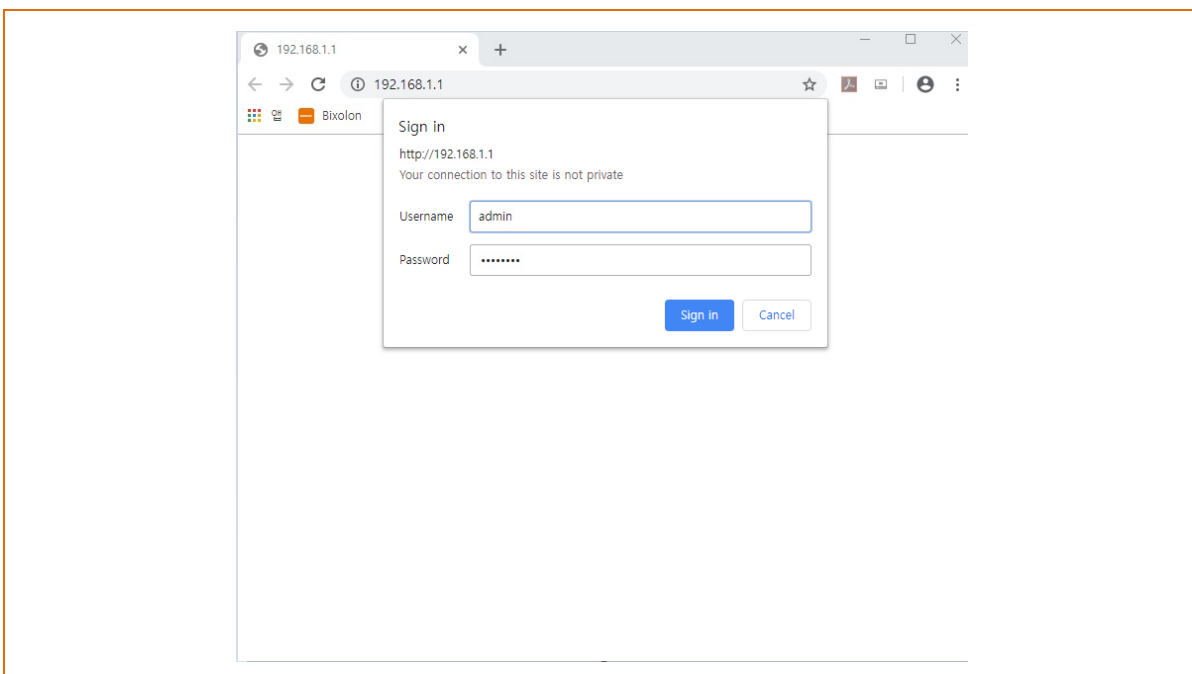 192.168.1.1
192.168.1.1
앱 Bixolon
Sign in
http://192.168.1.1
Your connection to this site is not private
Username admin
Password ••••••••
Sign in Cancel